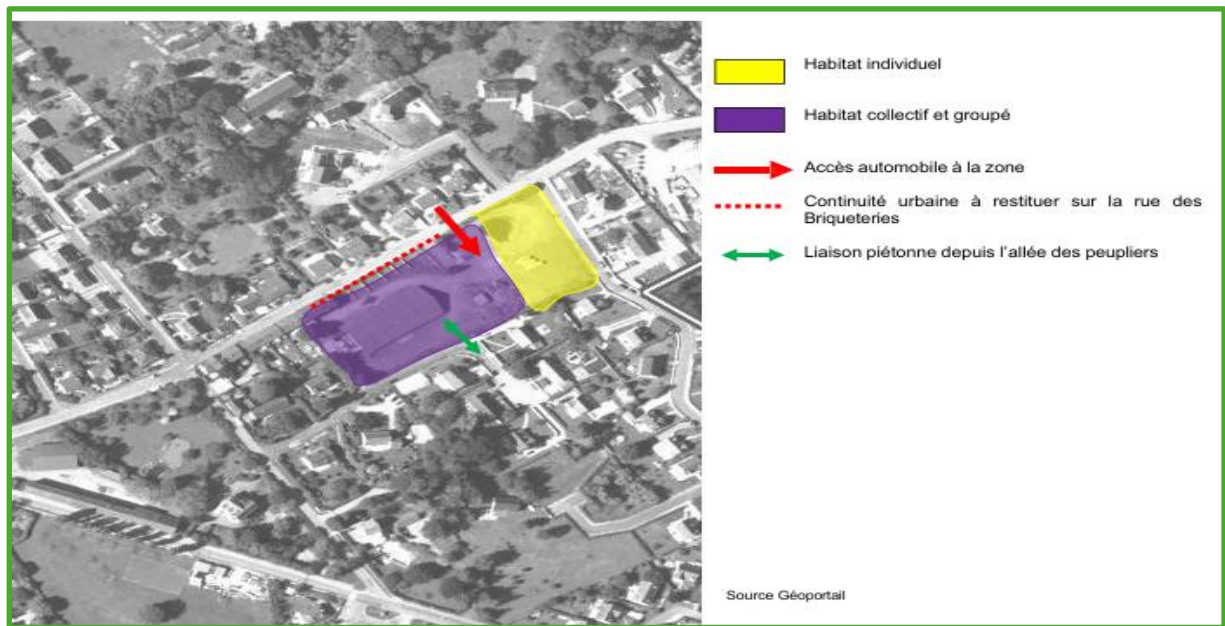 Habitat individuel
Habitat collectif et groupé
Accès automobile à la zone
Continuité urbaine à restituer sur la rue des
Briqueteries
Liaison piétonne depuis l'allée des peupliers
Source Géoportail